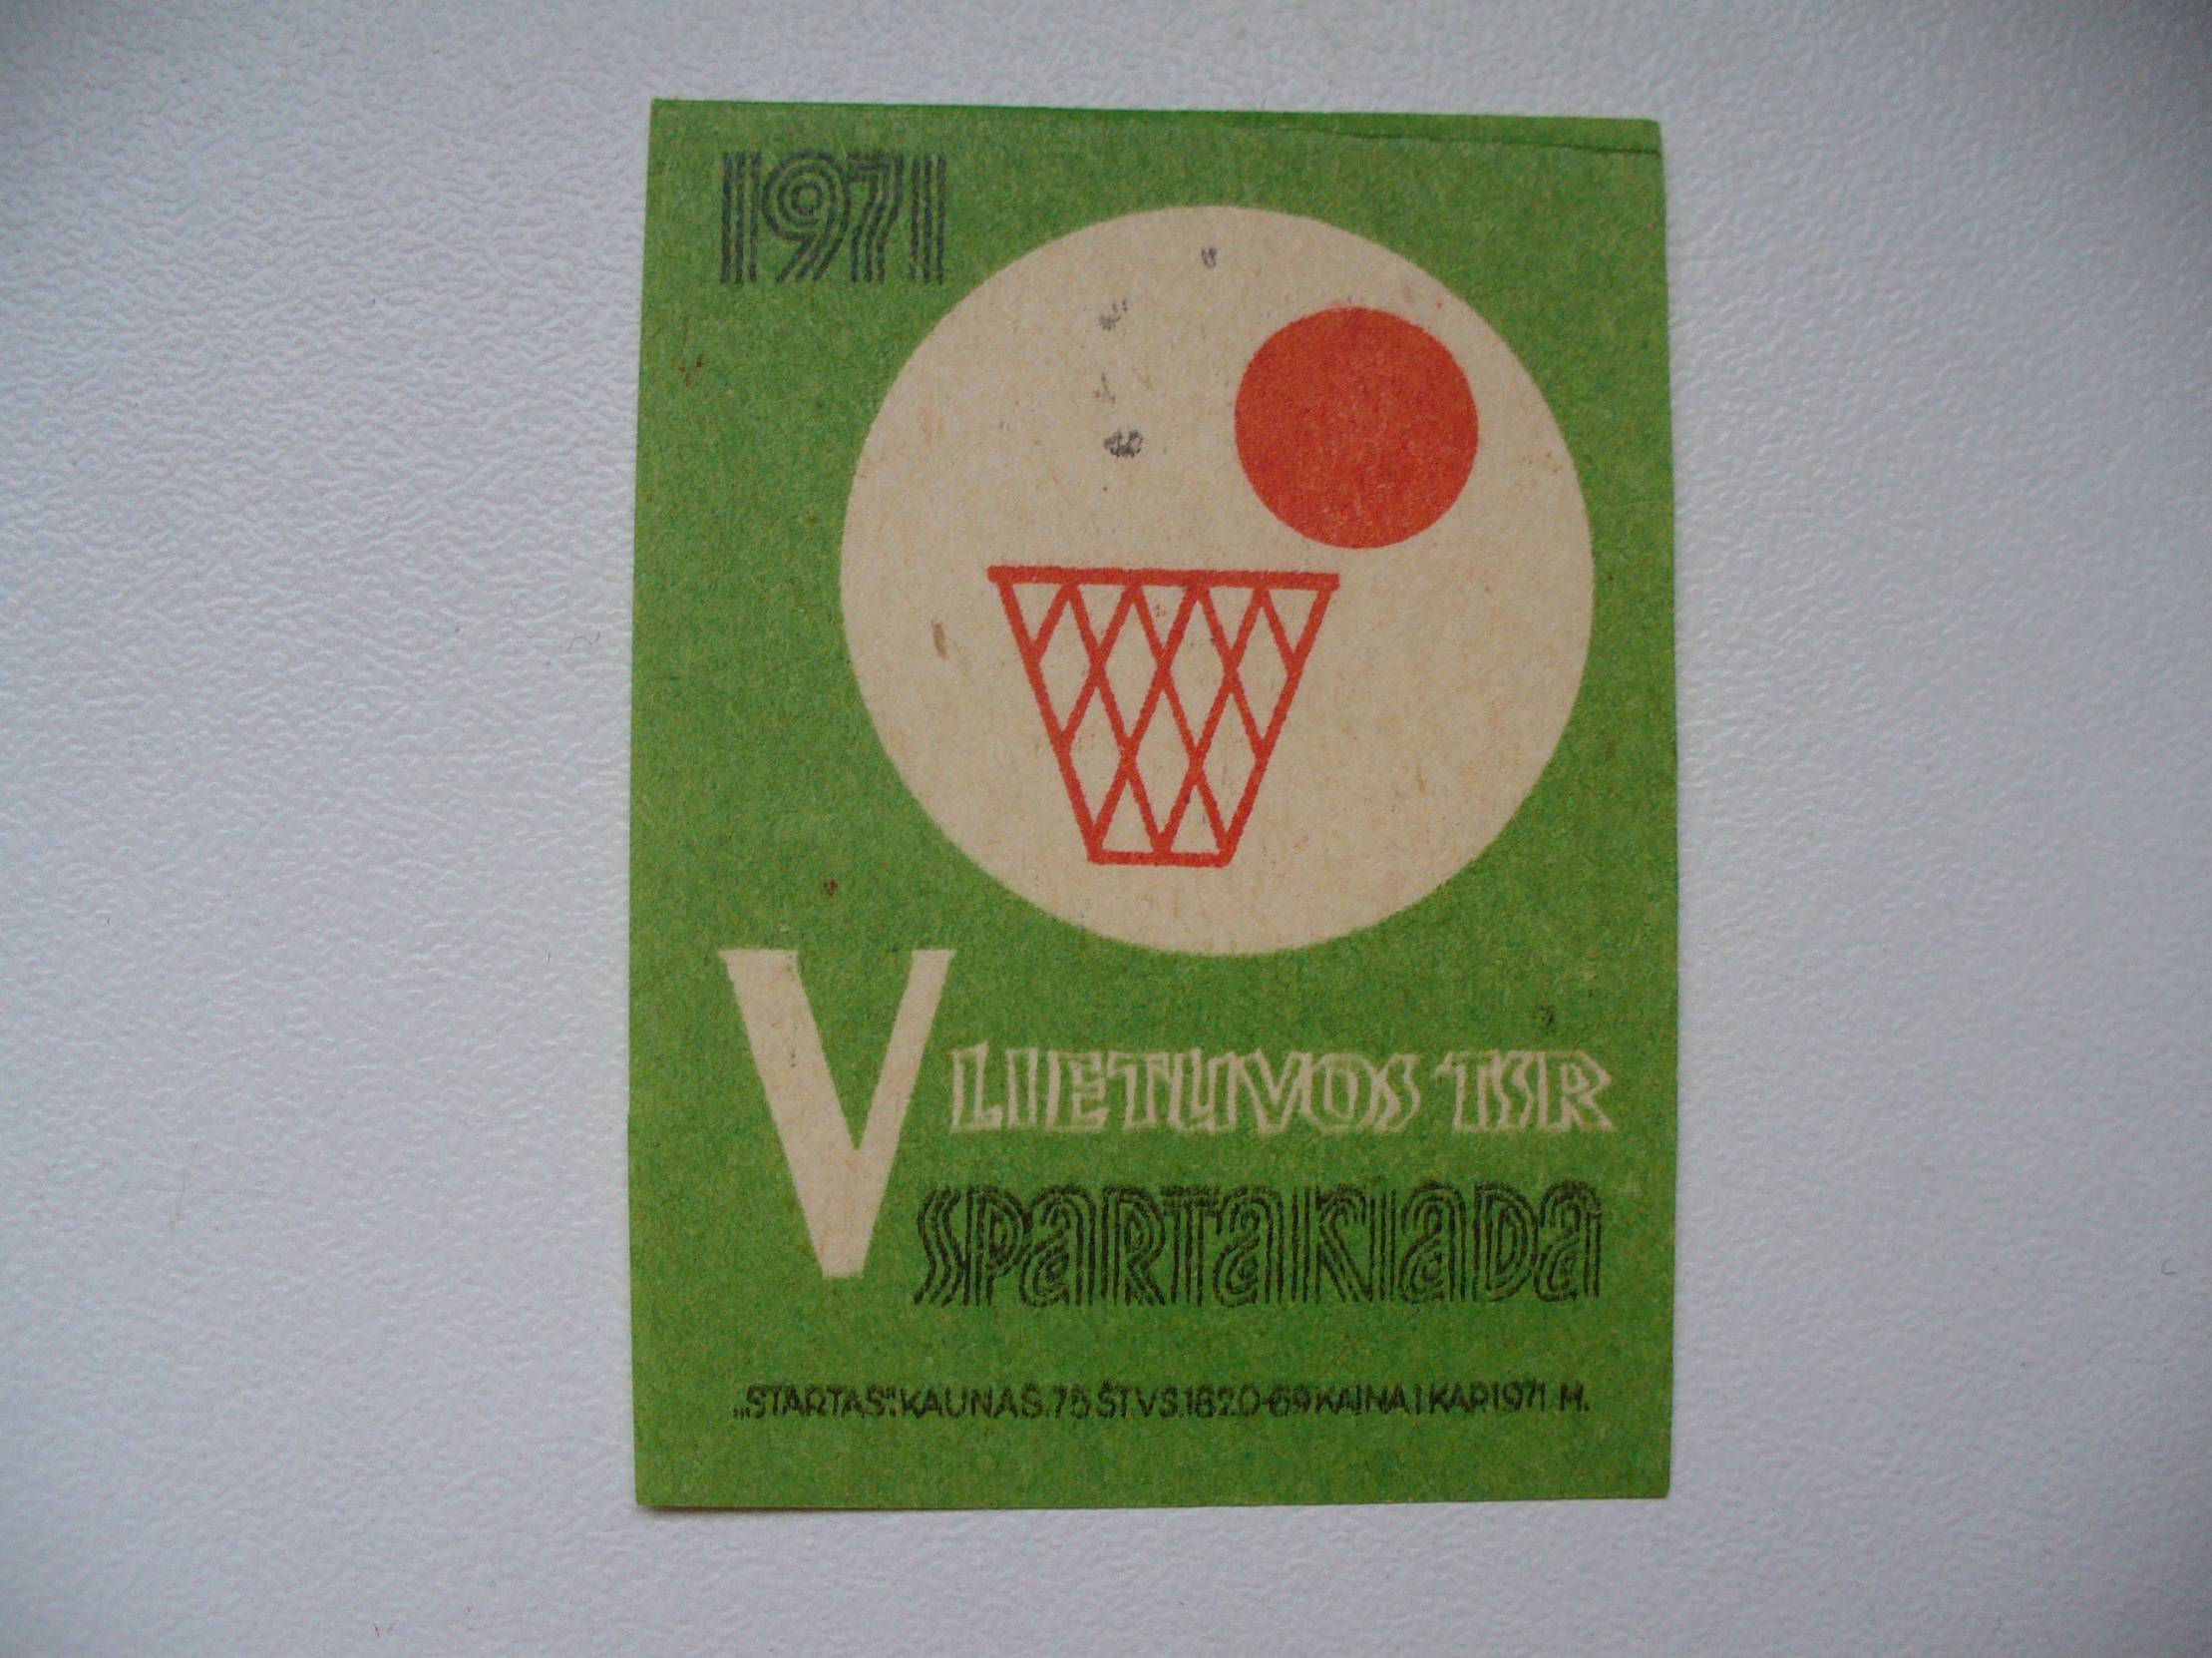 1971
V LIETUVOS TSR
SPARTAKIADA
„STARTAS“. KAUNAS. 75 ŠT. VS. 1820-69 KAINA 1 KAP. 1971 M.